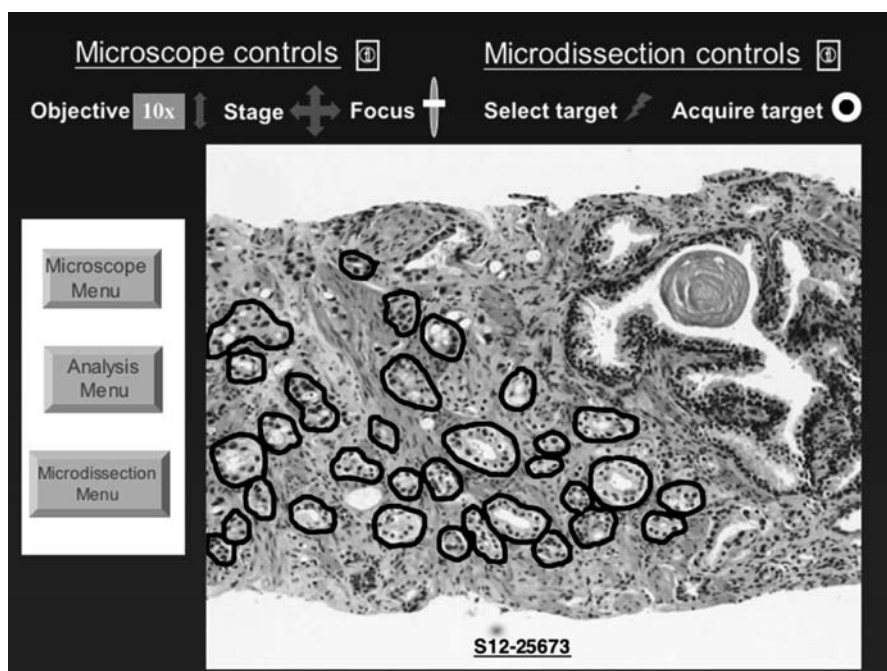 Microscope controls
Microdissection controls
Objective 10x Stage Focus
Select target Acquire target
Microscope
Menu
Analysis
Menu
Microdissection
Menu
S12-25673